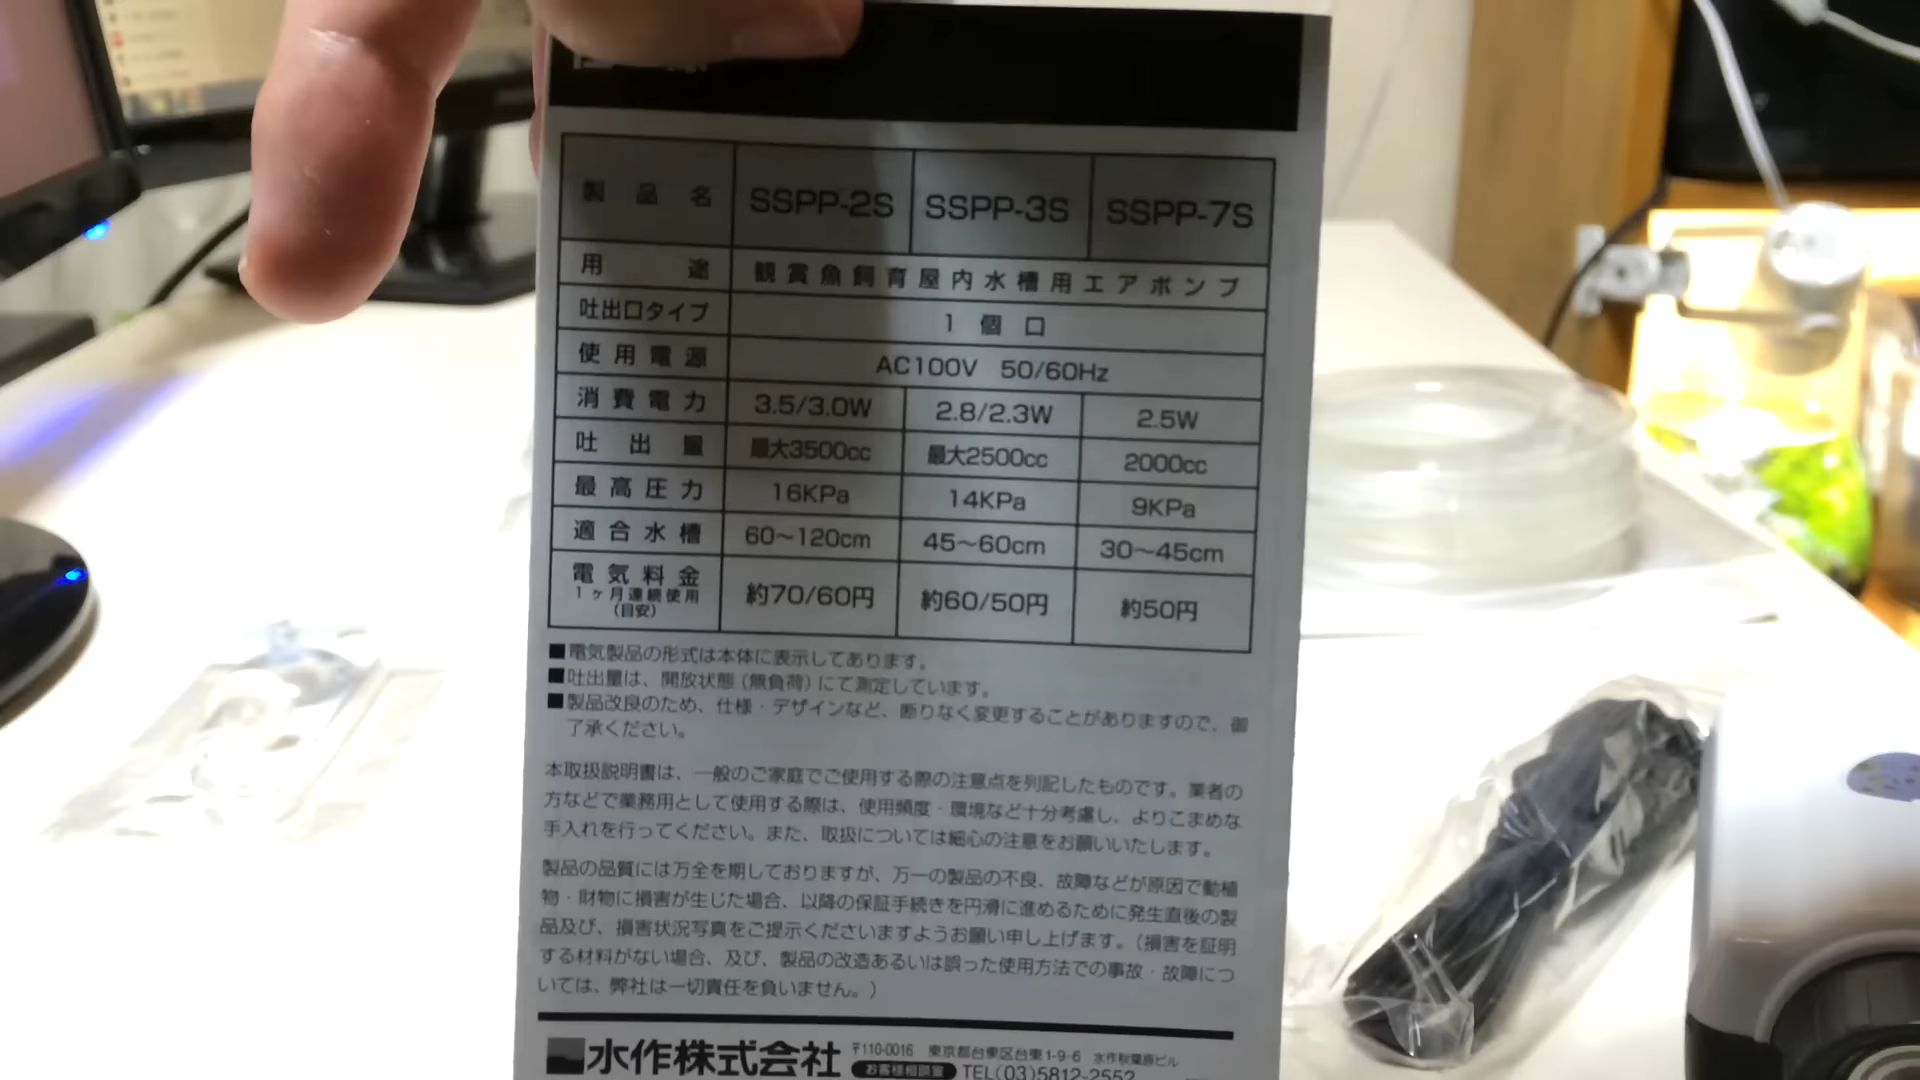 製品名 SSPP-2S SSPP-3S SSPP-7S
用途 観賞魚飼育屋内水槽用エアポンプ
吐出口タイプ 1個口
使用電源 AC100V 50/60Hz
消費電力 3.5/3.0W 2.8/2.3W 2.5W
吐出量 最大3500cc 最大2500cc 2000cc
最高圧力 16KPa 14KPa 9KPa
適合水槽 60～120cm 45～60cm 30～45cm
電気料金 約70/60円 約60/50円 約50円
1ヶ月連続使用
(目安)
■電気製品の形式は本体に表示してあります。
■吐出量は、開放状態(無負荷)にて測定しています。
■製品改良のため、仕様・デザインなど、断りなく変更することがありますので、御
了承ください。
本取扱説明書は、一般のご家庭でご使用する際の注意点を列記したものです。業者の
方などで業務用として使用する際は、使用頻度・環境など十分考慮し、よりこまめな
手入れを行ってください。また、取扱については細心の注意をお願いいたします。
製品の品質には万全を期しておりますが、万一の製品の不良、故障などが原因で動植
物・財物に損害が生じた場合、以降の保証手続きを円滑に進めるために発生直後の製
品及び、損害状況写真をご提示くださいますようお願い申し上げます。(損害を証明
する材料がない場合、及び、製品の改造あるいは誤った使用方法での事故・故障につ
いては、弊社は一切責任を負いません。)
水作株式会社 〒110-0016 東京都台東区台東1-9-6 水作秋葉原ビル
お客様相談室 TEL(03)5812-2552